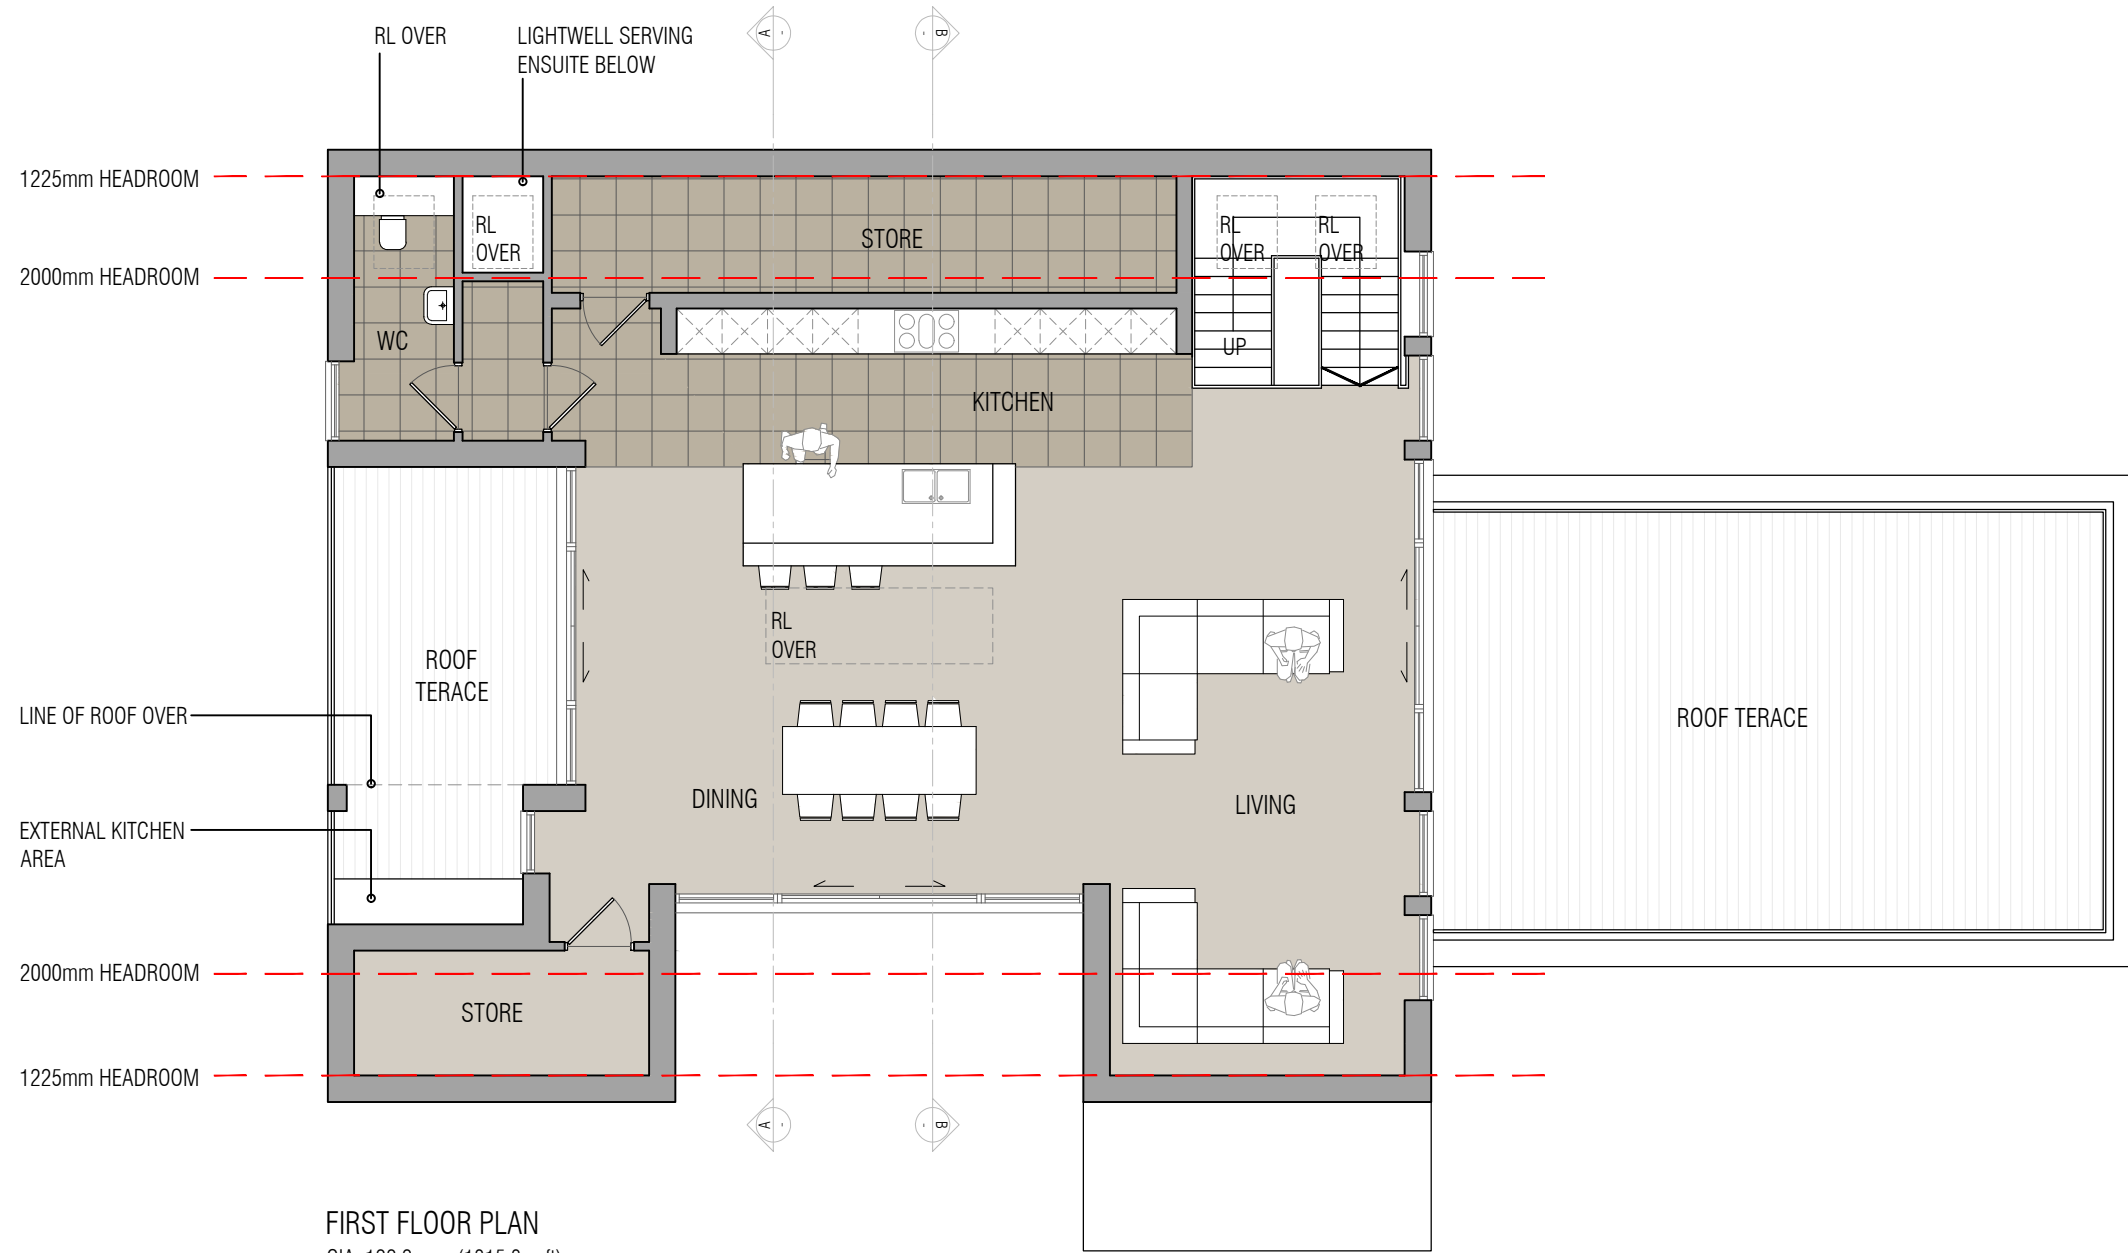 RL OVER
LIGHTWELL SERVING
ENSUITE BELOW
A
-
-
B
1225mm HEADROOM
RL
OVER
STORE
RL
OVER
RL
OVER
2000mm HEADROOM
WC
UP
KITCHEN
RL
OVER
ROOF
TERACE
LINE OF ROOF OVER
ROOF TERACE
DINING
LIVING
EXTERNAL KITCHEN
AREA
2000mm HEADROOM
STORE
1225mm HEADROOM
A
-
-
B
FIRST FLOOR PLAN